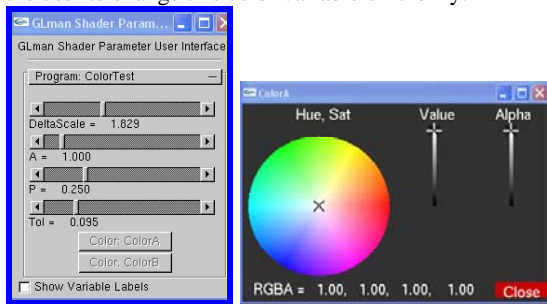 GLman Shader Param...
GLman Shader Parameter User Interface
Program: ColorTest
DeltaScale = 1.829
A = 1.000
P = 0.250
Tol = 0.095
Color: ColorA
Color: ColorB
Show Variable Labels
ColorA
Hue, Sat Value Alpha
RGBA = 1.00, 1.00, 1.00, 1.00 Close